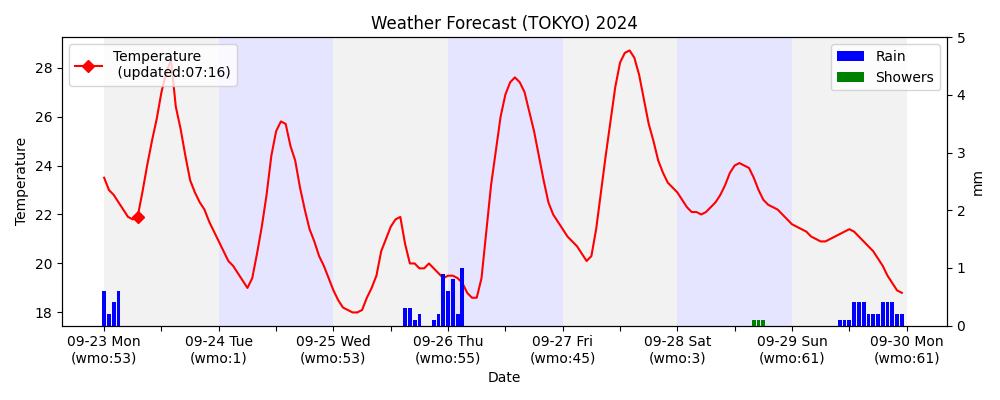 Weather Forecast (TOKYO) 2024
Temperature
(updated:07:16)
Rain
Showers
Temperature
28
26
24
22
20
18
5
4
3
2
1
0
mm
09-23 Mon
(wmo:53)
09-24 Tue
(wmo:1)
09-25 Wed
(wmo:53)
09-26 Thu
(wmo:55)
09-27 Fri
(wmo:45)
09-28 Sat
(wmo:3)
09-29 Sun
(wmo:61)
09-30 Mon
(wmo:61)
Date